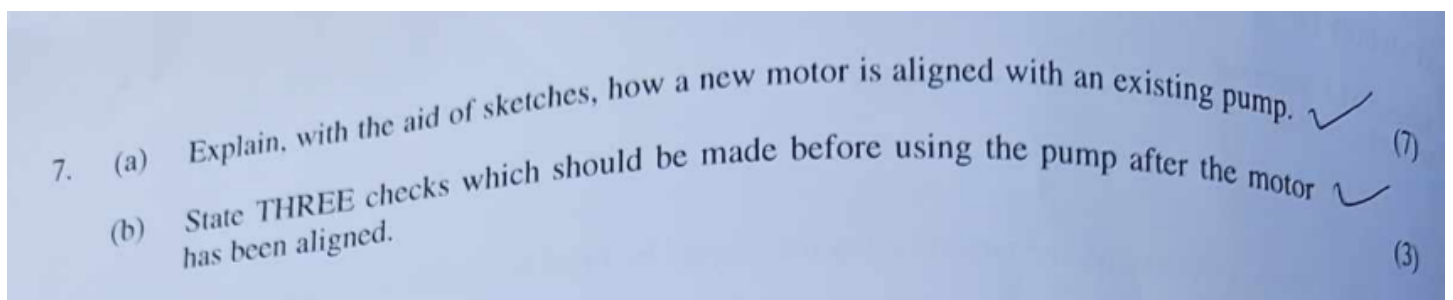 7. (a) Explain, with the aid of sketches, how a new motor is aligned with an existing pump.
(7)
(b) State THREE checks which should be made before using the pump after the motor
has been aligned.
(3)